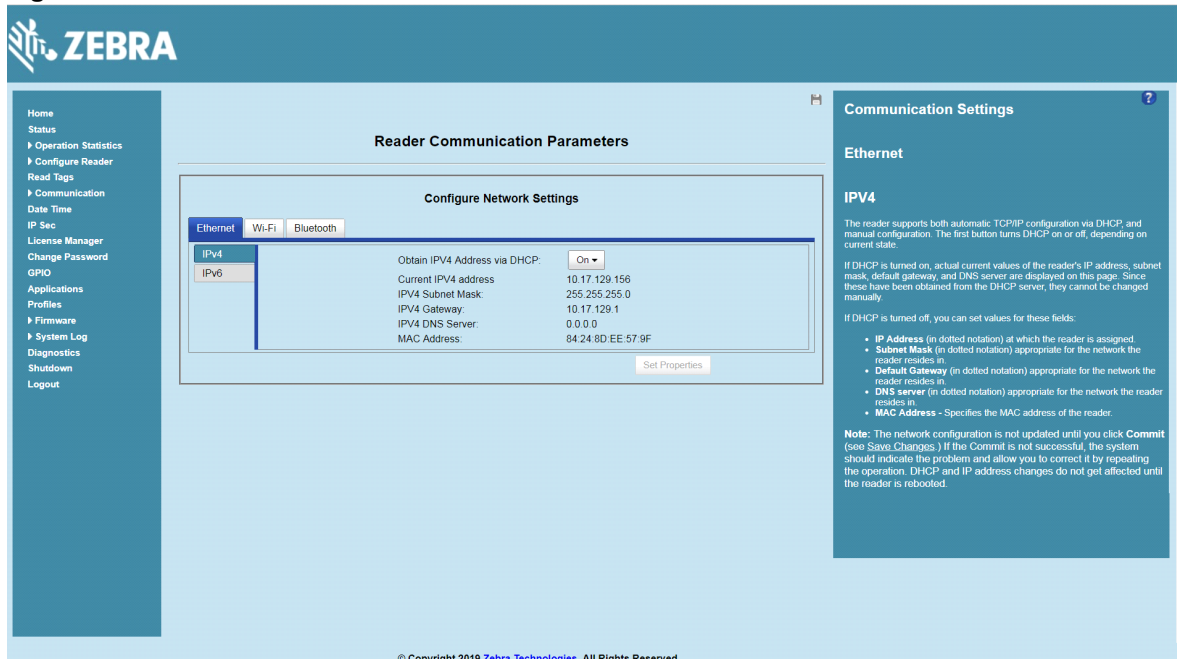 ZEBRA
Home
Status
Operation Statistics
Configure Reader
Read Tags
Communication
Date Time
IP Sec
License Manager
Change Password
GPIO
Applications
Profiles
Firmware
System Log
Diagnostics
Shutdown
Logout
Reader Communication Parameters
Configure Network Settings
Ethernet Wi-Fi Bluetooth
IPv4
IPv6
Obtain IPV4 Address via DHCP: On
Current IPV4 address 10.17.129.156
IPV4 Subnet Mask: 255.255.255.0
IPV4 Gateway: 10.17.129.1
IPV4 DNS Server: 0.0.0.0
MAC Address: 84:24:8D:EE:57:9F
Set Properties
?
Communication Settings
Ethernet
IPV4
The reader supports both automatic TCP/IP configuration via DHCP, and
manual configuration. The first button turns DHCP on or off, depending on
current state.
If DHCP is turned on, actual current values of the reader's IP address, subnet
mask, default gateway, and DNS server are displayed on this page. Since
these have been obtained from the DHCP server, they cannot be changed
manually.
If DHCP is turned off, you can set values for these fields:
• IP Address (in dotted notation) at which the reader is assigned.
• Subnet Mask (in dotted notation) appropriate for the network the
reader resides in.
• Default Gateway (in dotted notation) appropriate for the network the
reader resides in.
• DNS server (in dotted notation) appropriate for the network the reader
resides in.
• MAC Address - Specifies the MAC address of the reader.
Note: The network configuration is not updated until you click Commit
(see Save Changes.) If the Commit is not successful, the system
should indicate the problem and allow you to correct it by repeating
the operation. DHCP and IP address changes do not get affected until
the reader is rebooted.
© Copyright 2019 Zebra Technologies. All Rights Reserved